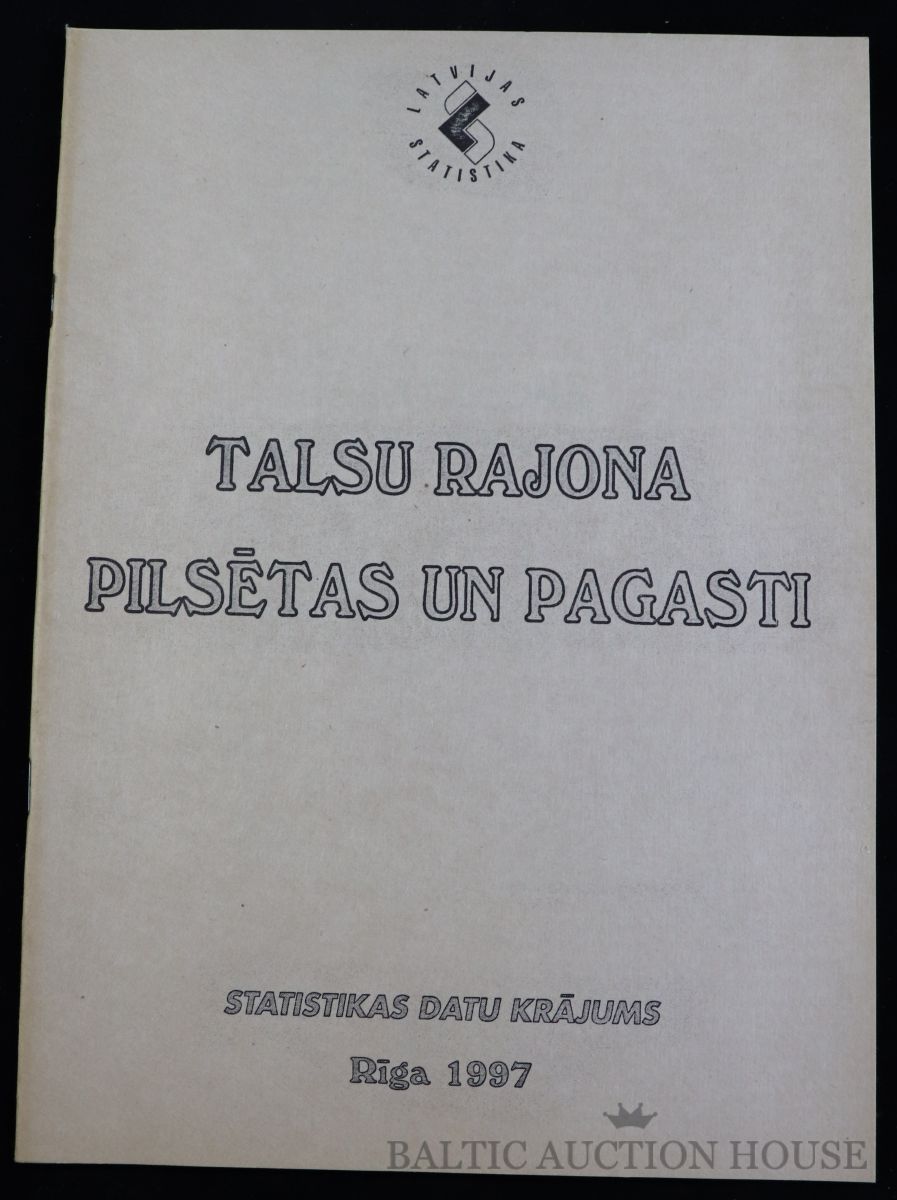 LATVIJAS
STATISTIKA
TALSU RAJONA
PILSĒTAS UN PAGASTI
STATISTIKAS DATU KRĀJUMS
Rīga 1997
BALTIC AUCTION HOUSE